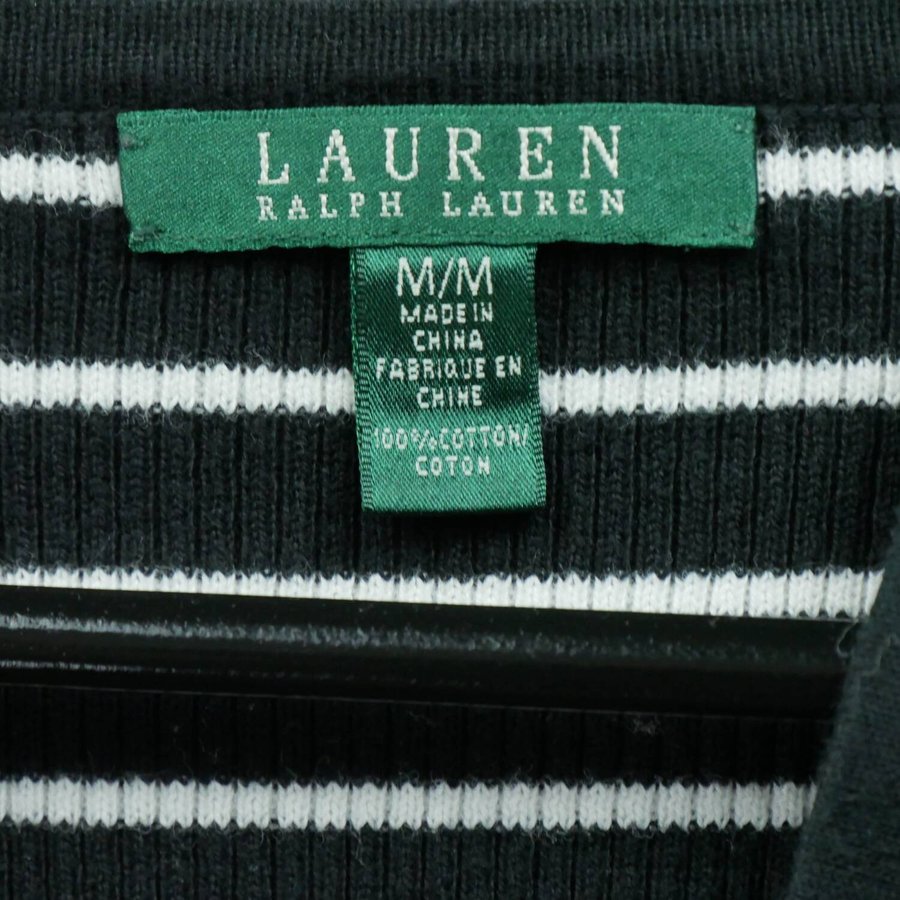 LAUREN
RALPH LAUREN
M/M
MADE IN
CHINA
FABRIQUE EN
CHINE
100% COTTON/
COTON